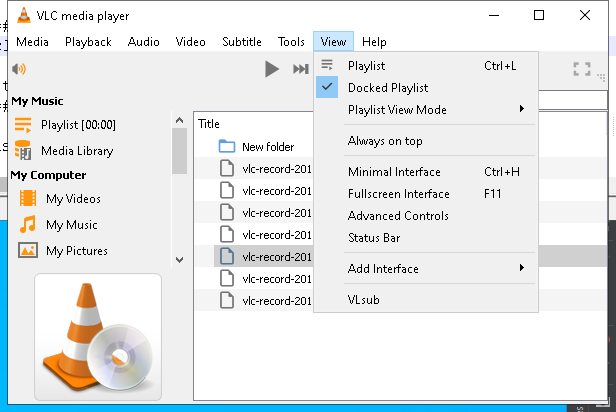 VLC media player
Media Playback Audio Video Subtitle Tools View Help
Playlist Ctrl+L
Docked Playlist
Playlist View Mode
Always on top
Minimal Interface Ctrl+H
Fullscreen Interface F11
Advanced Controls
Status Bar
Add Interface
VLsub
My Music
Playlist [00:00]
Media Library
My Computer
My Videos
My Music
My Pictures
Title
New folder
vlc-record-201
vlc-record-201
vlc-record-201
vlc-record-201
vlc-record-201
vlc-record-201
vlc-record-201